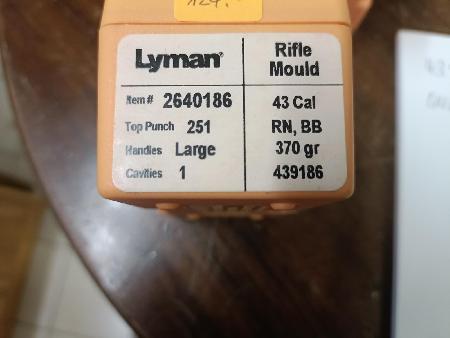 Lyman®
Rifle
Mould
Item# 2640186
43 Cal
Top Punch 251
RN, BB
Handles Large
370 gr
Cavities 1
439186